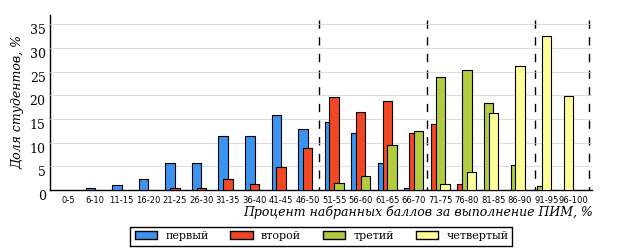 35
30
25
20
15
10
5
0
Доля студентов, %
0-5 6-10 11-15 16-20 21-25 26-30 31-35 36-40 41-45 46-50 51-55 56-60 61-65 66-70 71-75 76-80 81-85 86-90 91-95 96-100
Процент набранных баллов за выполнение ПИМ, %
первый второй третий четвертый